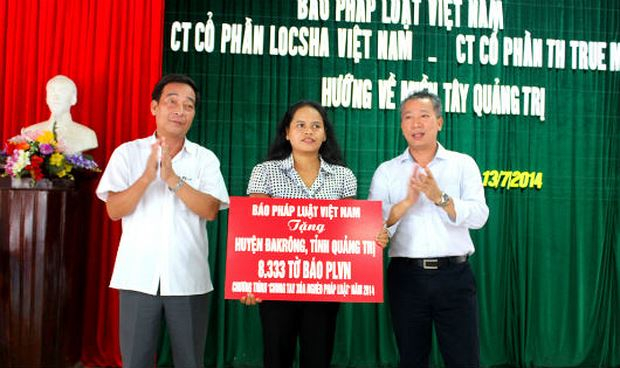 BÁO PHÁP LUẬT VIỆT NAM
CT CỔ PHẦN LOCSHA VIỆT NAM - CT CỔ PHẦN TH TRUE M
HƯỚNG VỀ MIỀN TÂY QUẢNG TRỊ
13/7/2014
BÁO PHÁP LUẬT VIỆT NAM
Tặng
HUYỆN ĐAKRÔNG, TỈNH QUẢNG TRỊ
8.333 TỜ BÁO PLVN
CHƯƠNG TRÌNH "CHUNG TAY XÓA NGHÈO PHÁP LUẬT" NĂM 2014